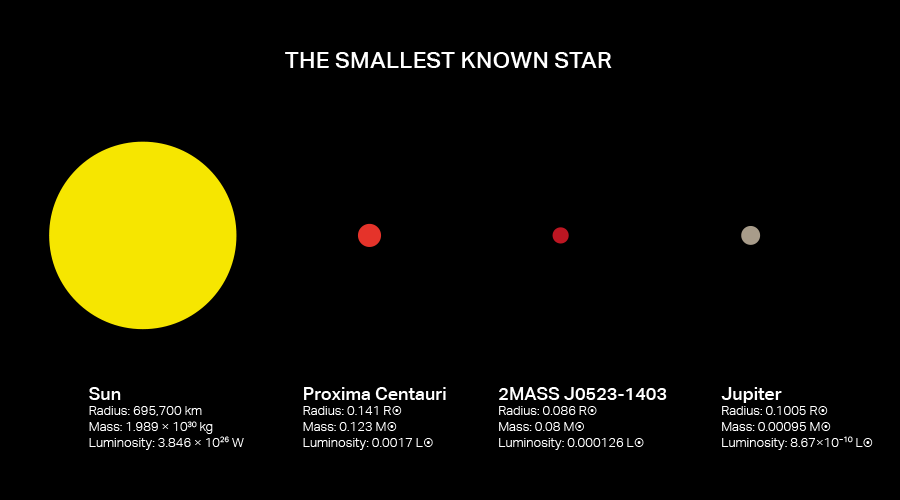 THE SMALLEST KNOWN STAR
Sun
Radius: 695,700 km
Mass: 1.989 × 10³⁰ kg
Luminosity: 3.846 × 10²⁶ W
Proxima Centauri
Radius: 0.141 R☉
Mass: 0.123 M☉
Luminosity: 0.0017 L☉
2MASS J0523-1403
Radius: 0.086 R☉
Mass: 0.08 M☉
Luminosity: 0.000126 L☉
Jupiter
Radius: 0.1005 R☉
Mass: 0.00095 M☉
Luminosity: 8.67×10⁻¹⁰ L☉